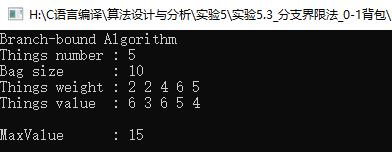 H:\C语言编译\算法设计与分析\实验5\实验5.3_分支界限法_0-1背包\
Branch-bound Algorithm
Things number : 5
Bag size : 10
Things weight : 2 2 4 6 5
Things value : 6 3 6 5 4
MaxValue : 15